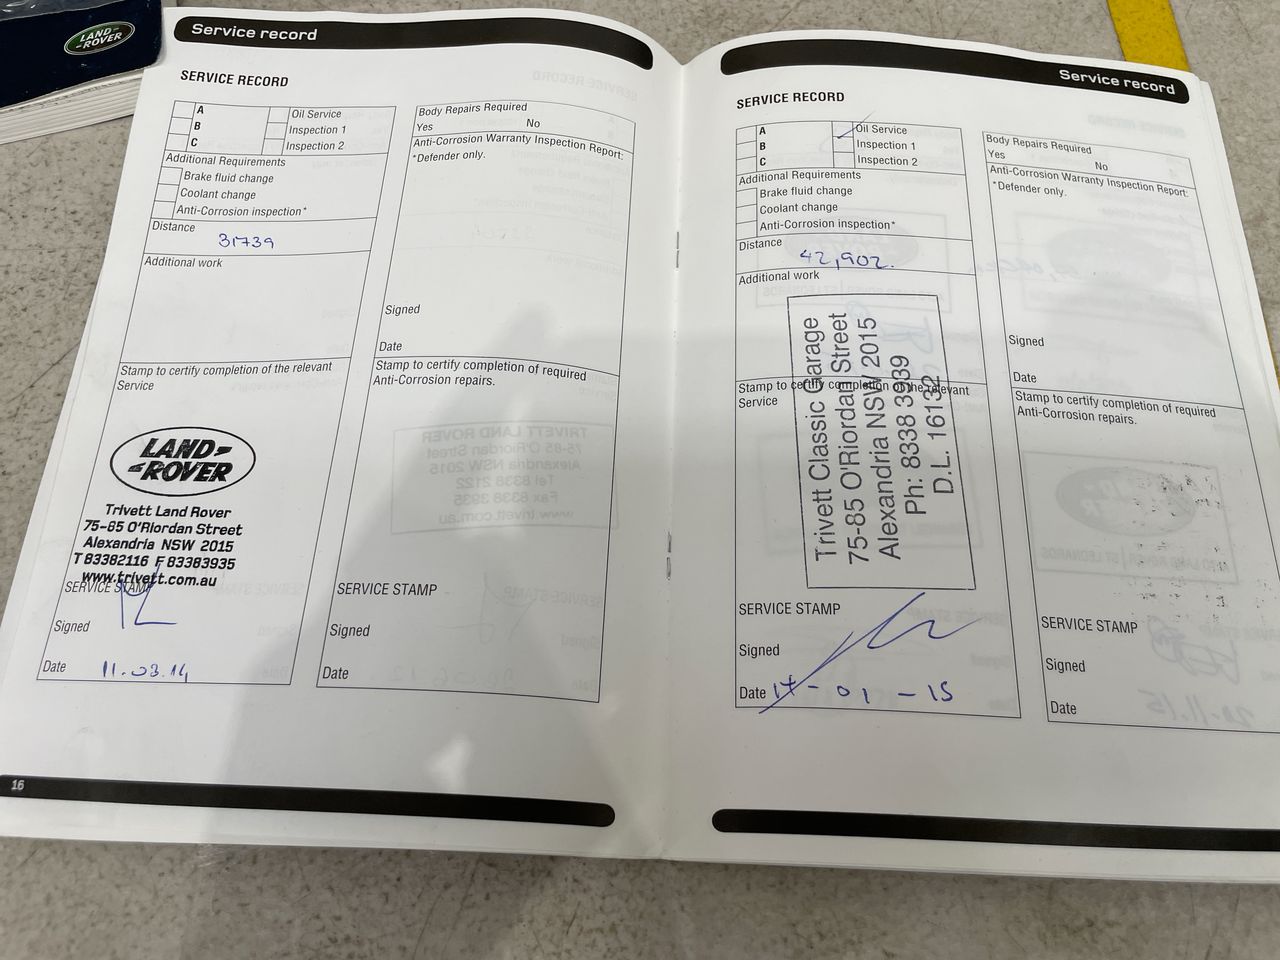 LAND-
-ROVER
Service record
SERVICE RECORD
A
B
C
Oil Service
Inspection 1
Inspection 2
Additional Requirements
Brake fluid change
Coolant change
Anti-Corrosion inspection*
Distance
31739
Additional work
Stamp to certify completion of the relevant
Service
LAND-
-ROVER
Trivett Land Rover
75-85 O'Riordan Street
Alexandria NSW 2015
T 83382116 F 83383935
www.trivett.com.au
SERVICE STAMP
Signed
Date 11.03.14
Body Repairs Required
Yes No
Anti-Corrosion Warranty Inspection Report:
*Defender only.
Signed
Date
Stamp to certify completion of required
Anti-Corrosion repairs.
SERVICE STAMP
Signed
Date
16
Service record
SERVICE RECORD
A
B
C
Oil Service
Inspection 1
Inspection 2
Additional Requirements
Brake fluid change
Coolant change
Anti-Corrosion inspection*
Distance
42,902.
Additional work
Stamp to certify completion of the relevant
Service
Trivett Classic Garage
75-85 O'Riordan Street
Alexandria NSW 2015
Ph: 8338 3939
D.L. 16132
SERVICE STAMP
Signed
Date 17-01-15
Body Repairs Required
Yes No
Anti-Corrosion Warranty Inspection Report:
*Defender only.
Signed
Date
Stamp to certify completion of required
Anti-Corrosion repairs.
SERVICE STAMP
Signed
Date